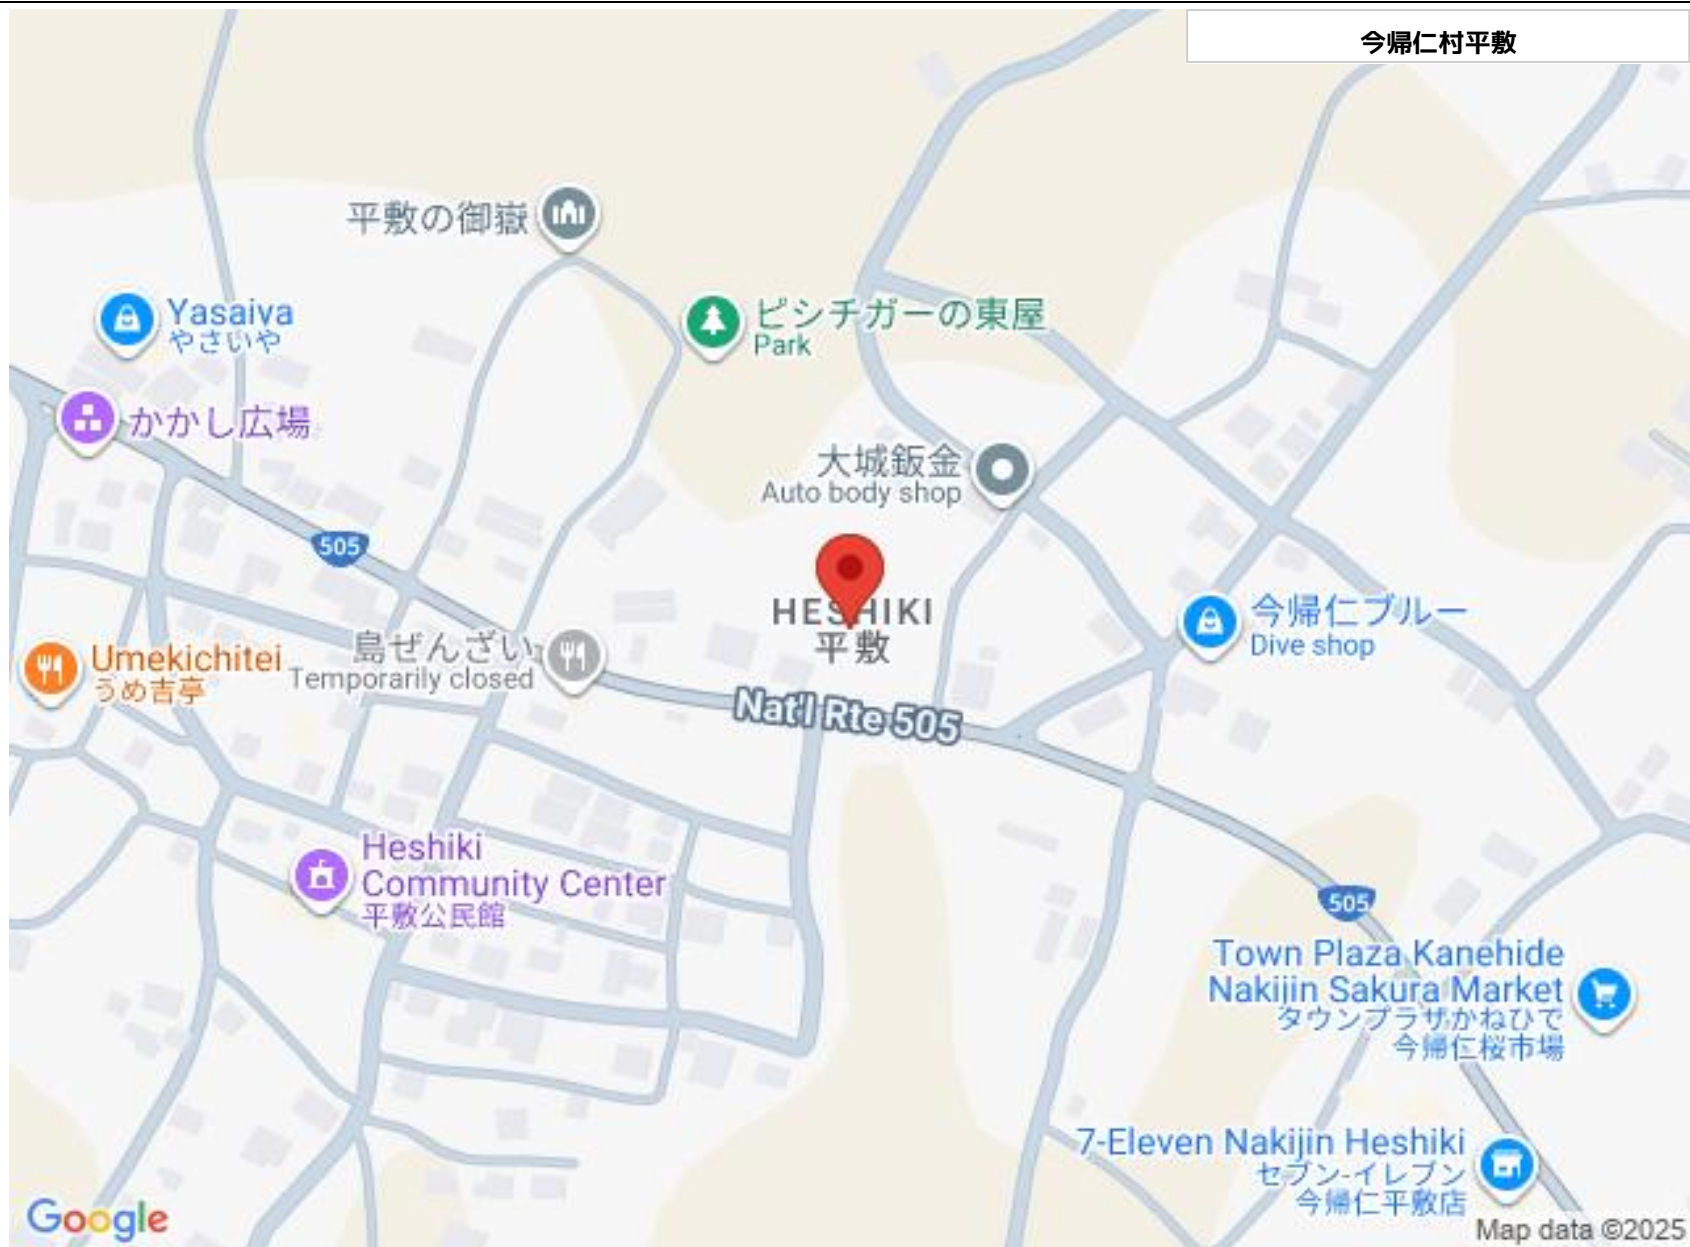 今帰仁村平敷
平敷の御嶽
Yasaiya
やさいや
ピシチガーの東屋
Park
かかし広場
大城鈑金
Auto body shop
505
HESHIKI
平敷
今帰仁ブルー
Dive shop
島ぜんざい
Temporarily closed
Umekichitei
うめ吉亭
Nat'l Rte 505
Heshiki
Community Center
平敷公民館
505
Town Plaza Kanehide
Nakijin Sakura Market
タウンプラザかねひで
今帰仁桜市場
7-Eleven Nakijin Heshiki
セブン-イレブン
今帰仁平敷店
Google
Map data ©2025